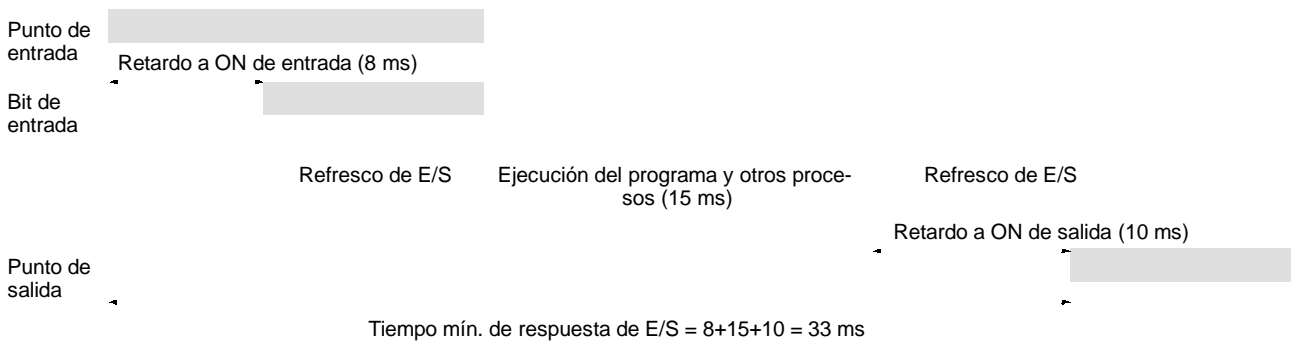 Punto de
entrada
Retardo a ON de entrada (8 ms)
Bit de
entrada
Refresco de E/S
Ejecución del programa y otros proce-
sos (15 ms)
Refresco de E/S
Retardo a ON de salida (10 ms)
Punto de
salida
Tiempo mín. de respuesta de E/S = 8+15+10 = 33 ms